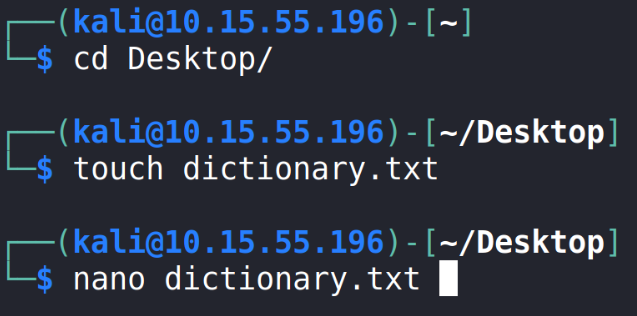 ┌──(kali@10.15.55.196)-[~]
└─$ cd Desktop/
┌──(kali@10.15.55.196)-[~/Desktop]
└─$ touch dictionary.txt
┌──(kali@10.15.55.196)-[~/Desktop]
└─$ nano dictionary.txt